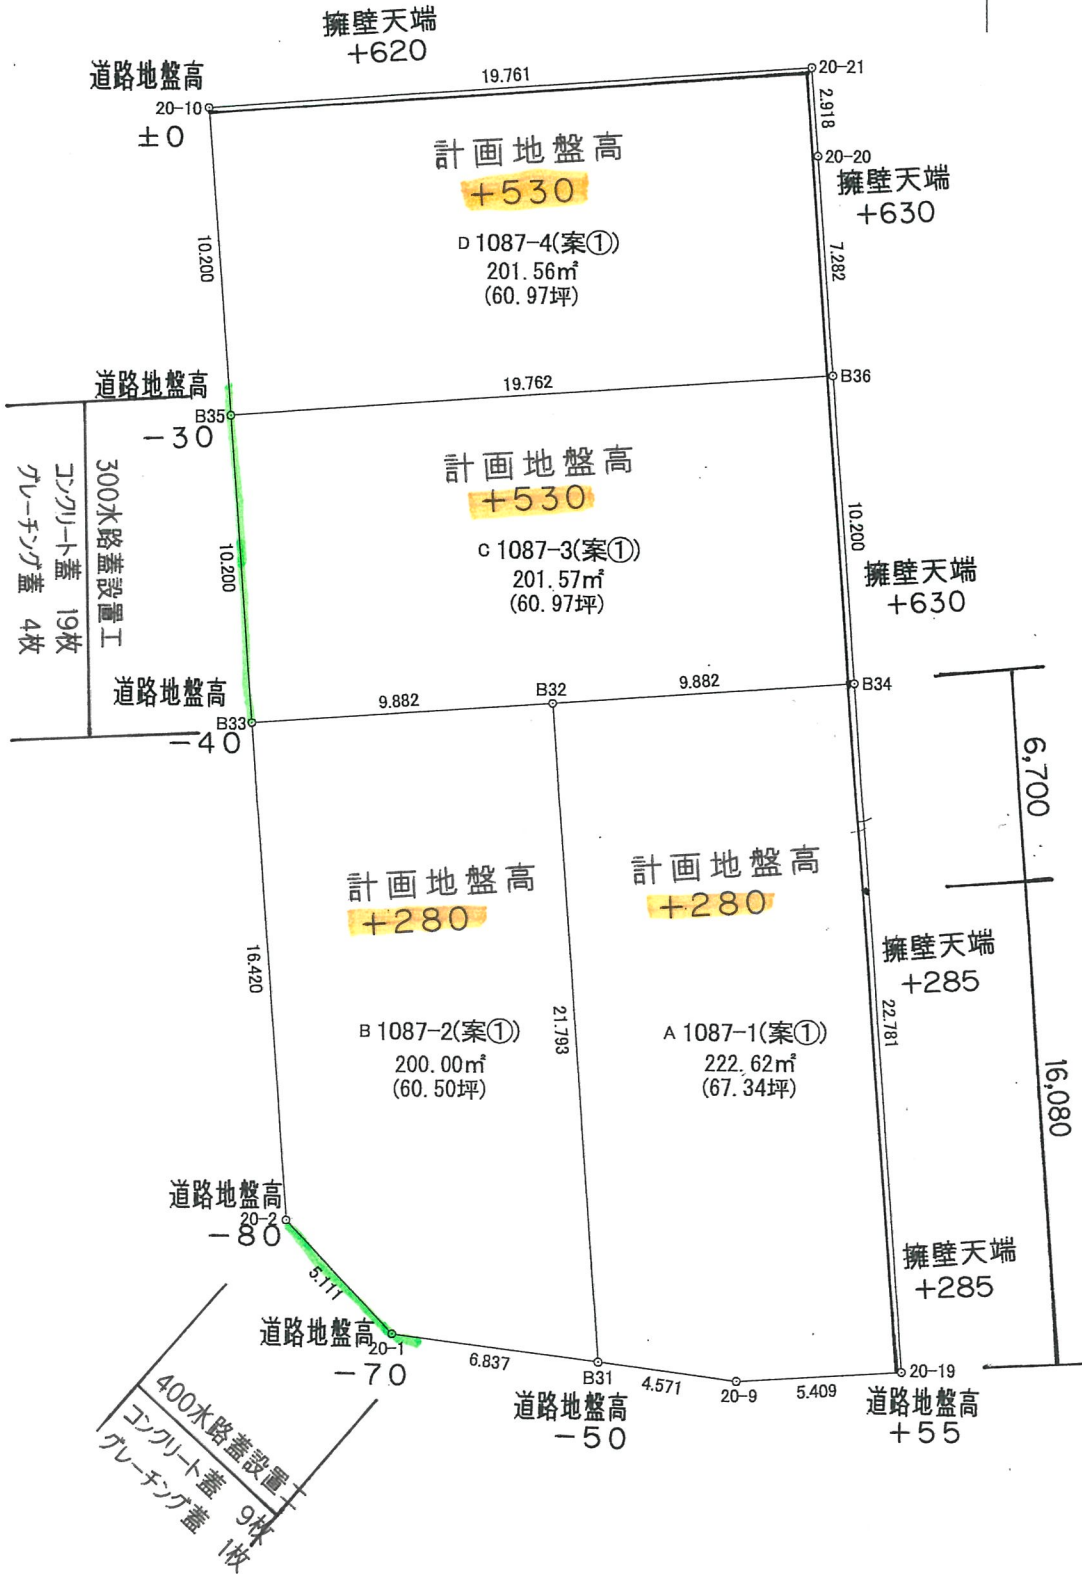 擁壁天端
+620
道路地盤高
20-10
±0
19.761
20-21
2.918
20-20
擁壁天端
+630
計画地盤高
+530
D 1087-4(案①)
201.56㎡
(60.97坪)
10.200
7.282
道路地盤高
B35
-30
19.762
B36
計画地盤高
+530
C 1087-3(案①)
201.57㎡
(60.97坪)
10.200
10.200
擁壁天端
+630
300水路蓋設置工
コンクリート蓋 19枚
グレーチング蓋 4枚
道路地盤高
B33
-40
9.882
B32
9.882
B34
6,700
計画地盤高
+280
計画地盤高
+280
16.420
21.793
擁壁天端
+285
22.781
B 1087-2(案①)
200.00㎡
(60.50坪)
A 1087-1(案①)
222.62㎡
(67.34坪)
16,080
道路地盤高
20-2
-80
5.111
擁壁天端
+285
道路地盤高
20-1
-70
6.837
B31
道路地盤高
-50
4.571
20-9
5.409
20-19
道路地盤高
+55
400水路蓋設置工
コンクリート蓋 9枚
グレーチング蓋 1枚